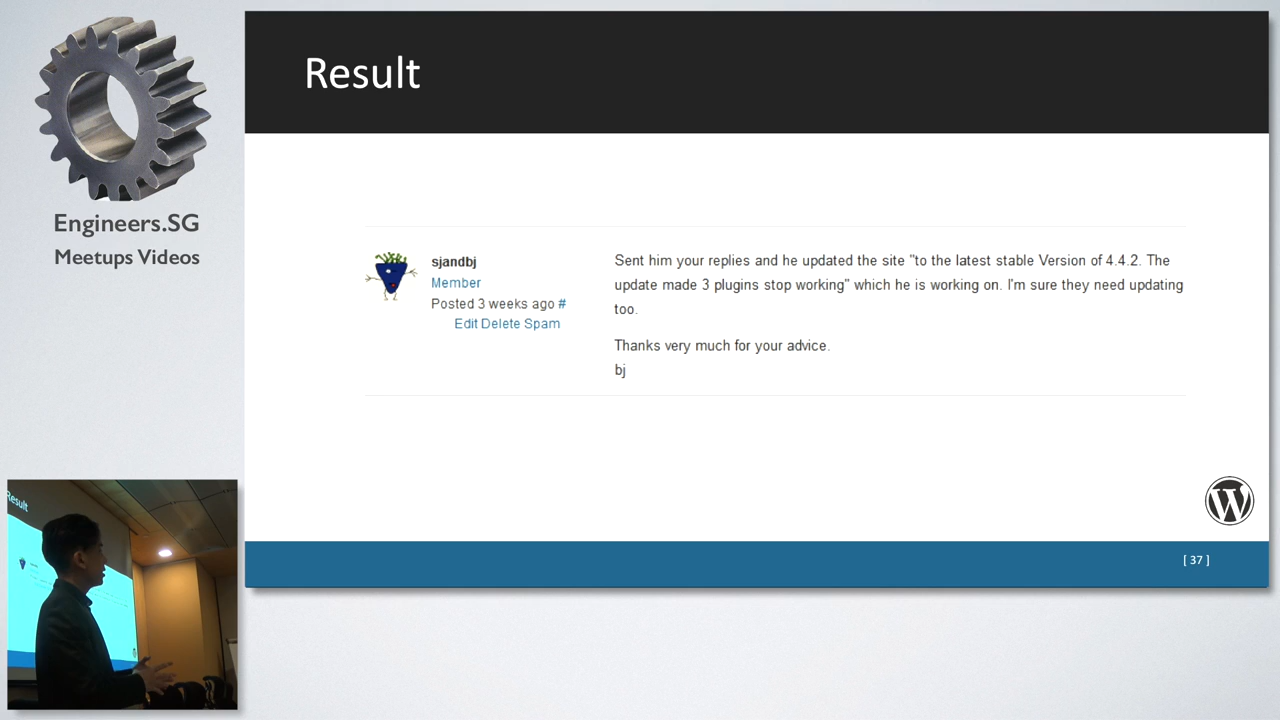 Engineers.SG
Meetups Videos
Result
sjandbj
Member
Posted 3 weeks ago #
Edit Delete Spam
Sent him your replies and he updated the site "to the latest stable Version of 4.4.2. The
update made 3 plugins stop working" which he is working on. I'm sure they need updating
too.
Thanks very much for your advice.
bj
W
[ 37 ]
Result